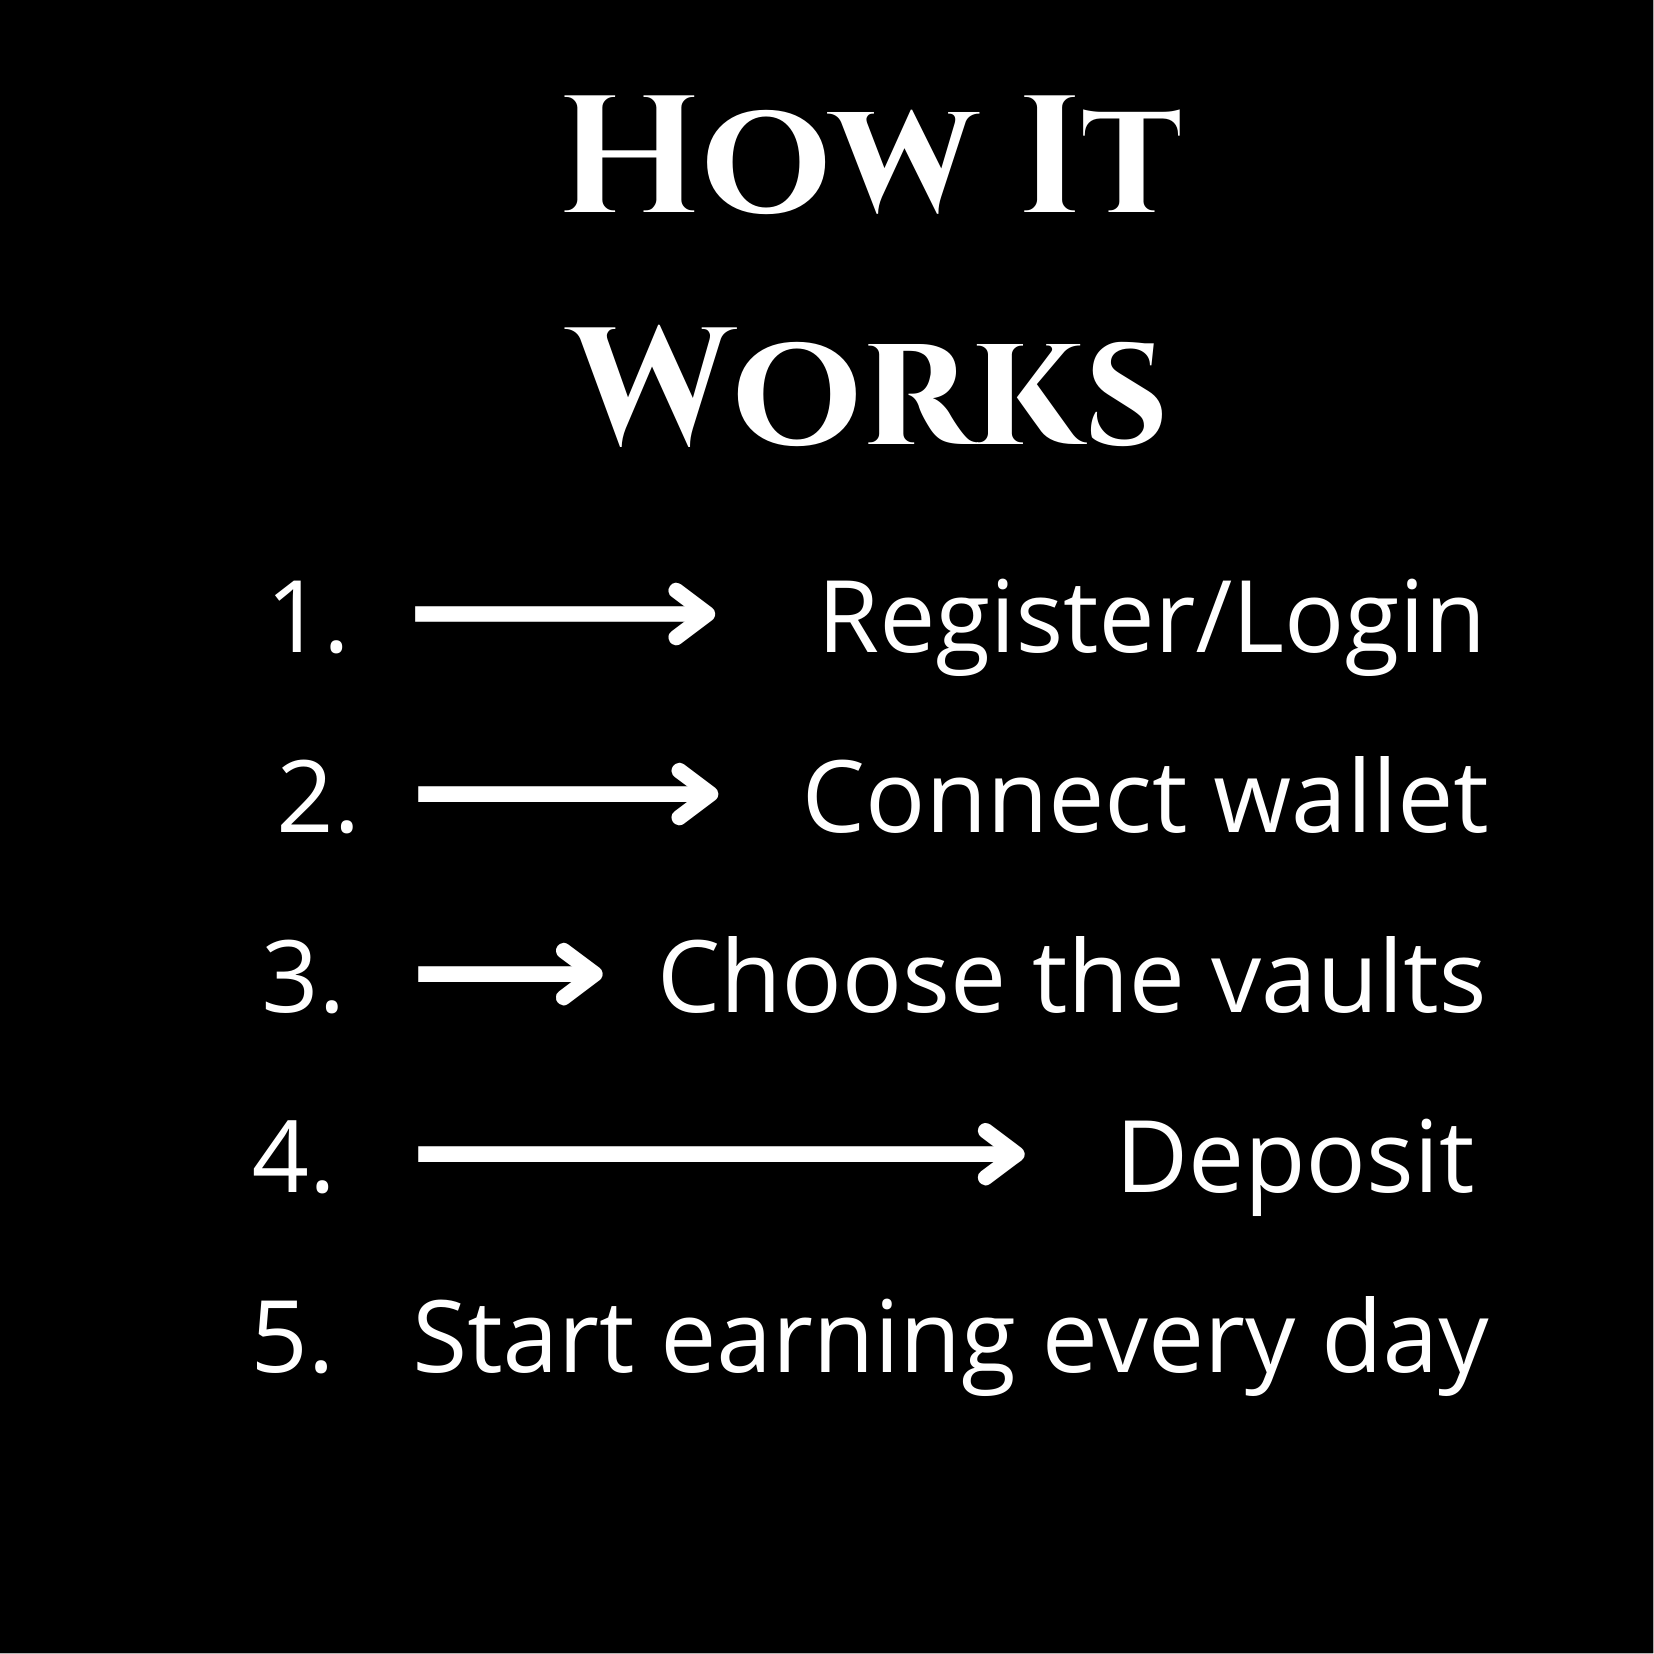 How It
Works
1. Register/Login
2. Connect wallet
3. Choose the vaults
4. Deposit
5. Start earning every day